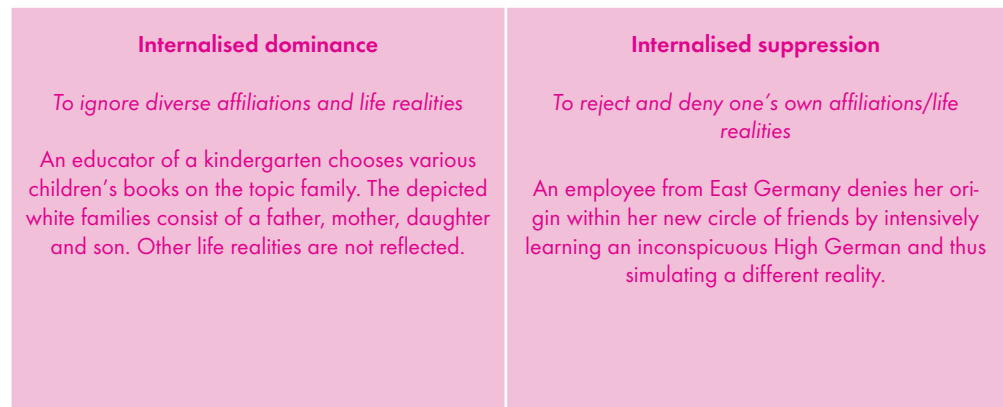 Internalised dominance
To ignore diverse affiliations and life realities
An educator of a kindergarten chooses various
children's books on the topic family. The depicted
white families consist of a father, mother, daughter
and son. Other life realities are not reflected.
Internalised suppression
To reject and deny one's own affiliations/life
realities
An employee from East Germany denies her ori-
gin within her new circle of friends by intensively
learning an inconspicuous High German and thus
simulating a different reality.